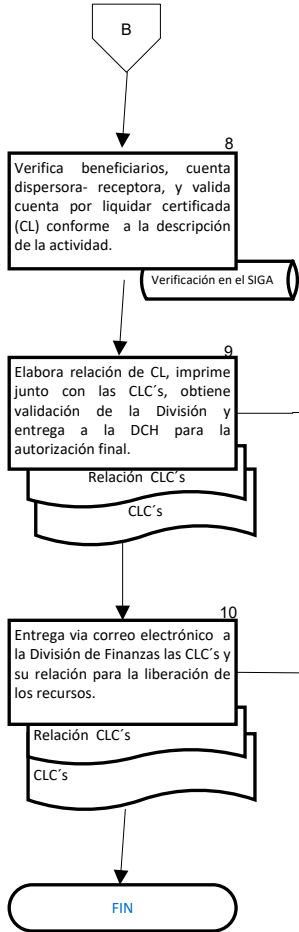 B
8
Verifica beneficiarios, cuenta
dispersora- receptora, y valida
cuenta por liquidar certificada
(CL) conforme a la descripción
de la actividad.
Verificación en el SIGA
9
Elabora relación de CL, imprime
junto con las CLC's, obtiene
validación de la División y
entrega a la DCH para la
autorización final.
Relación CLC´s
CLC´s
10
Entrega via correo electrónico a
la División de Finanzas las CLC's y
su relación para la liberación de
los recursos.
Relación CLC´s
CLC´s
FIN